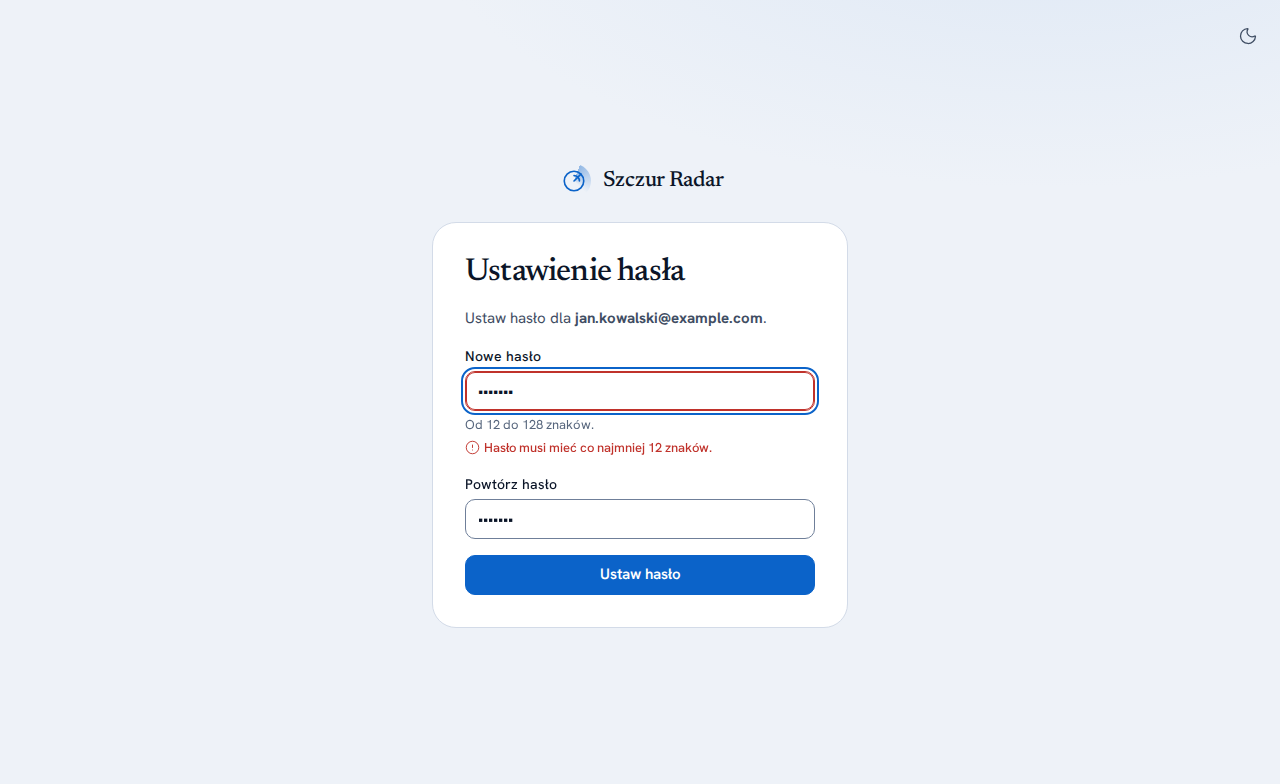 Szczur Radar
Ustawienie hasła
Ustaw hasło dla jan.kowalski@example.com.
Nowe hasło
Od 12 do 128 znaków.
Hasło musi mieć co najmniej 12 znaków.
Powtórz hasło
Ustaw hasło